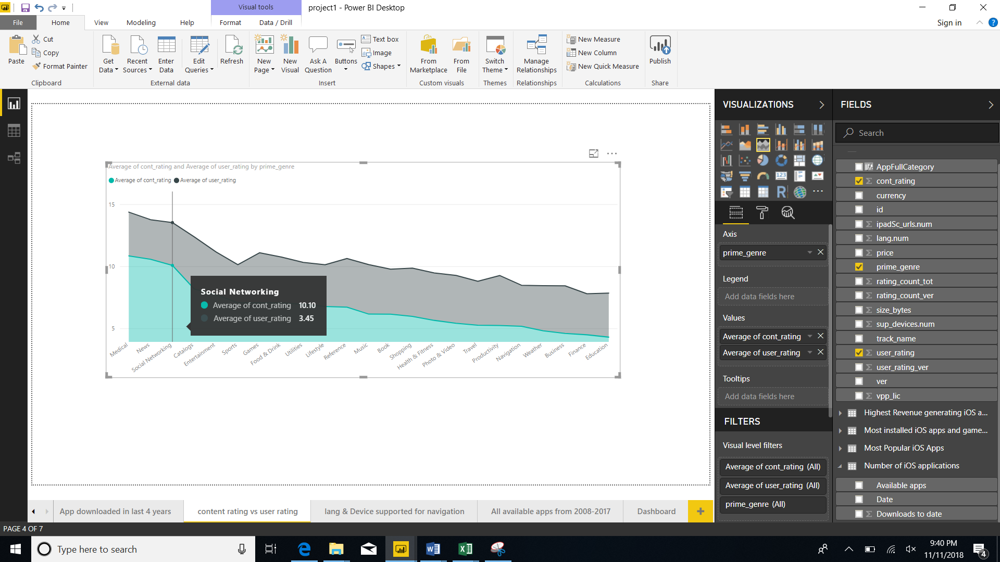 Visual tools
project1 - Power BI Desktop
File
Home
View
Modeling
Help
Format
Data / Drill
Sign in
?
Paste
Cut
Copy
Format Painter
Clipboard
Get Data
Recent Sources
Enter Data
Edit Queries
Refresh
External data
New Page
New Visual
Ask A Question
Buttons
Text box
Image
Shapes
Insert
From Marketplace
From File
Custom visuals
Switch Theme
Themes
Manage Relationships
Relationships
New Measure
New Column
New Quick Measure
Calculations
Publish
Share
Average of cont_rating and Average of user_rating by prime_genre
Average of cont_rating
Average of user_rating
15
10
5
Social Networking
Average of cont_rating 10.10
Average of user_rating 3.45
Medical
News
Social Networking
Catalogs
Entertainment
Sports
Games
Food & Drink
Utilities
Lifestyle
Reference
Music
Book
Shopping
Health & Fitness
Photo & Video
Travel
Productivity
Navigation
Weather
Business
Finance
Education
VISUALIZATIONS
123
R
Axis
prime_genre
Legend
Add data fields here
Values
Average of cont_rating
Average of user_rating
Tooltips
Add data fields here
FILTERS
Visual level filters
Average of cont_rating (All)
Average of user_rating (All)
prime_genre (All)
FIELDS
Search
AppFullCategory
Σ cont_rating
currency
id
Σ ipadSc_urls.num
Σ lang.num
Σ price
prime_genre
Σ rating_count_tot
Σ rating_count_ver
Σ size_bytes
Σ sup_devices.num
track_name
Σ user_rating
Σ user_rating_ver
ver
Σ vpp_lic
Highest Revenue generating iOS a...
Most installed iOS apps and game...
Most Popular iOS Apps
Number of iOS applications
Available apps
Date
Σ Downloads to date
App downloaded in last 4 years
content rating vs user rating
lang & Device supported for navigation
All available apps from 2008-2017
Dashboard
+
PAGE 4 OF 7
Type here to search
9:40 PM
11/11/2018
4